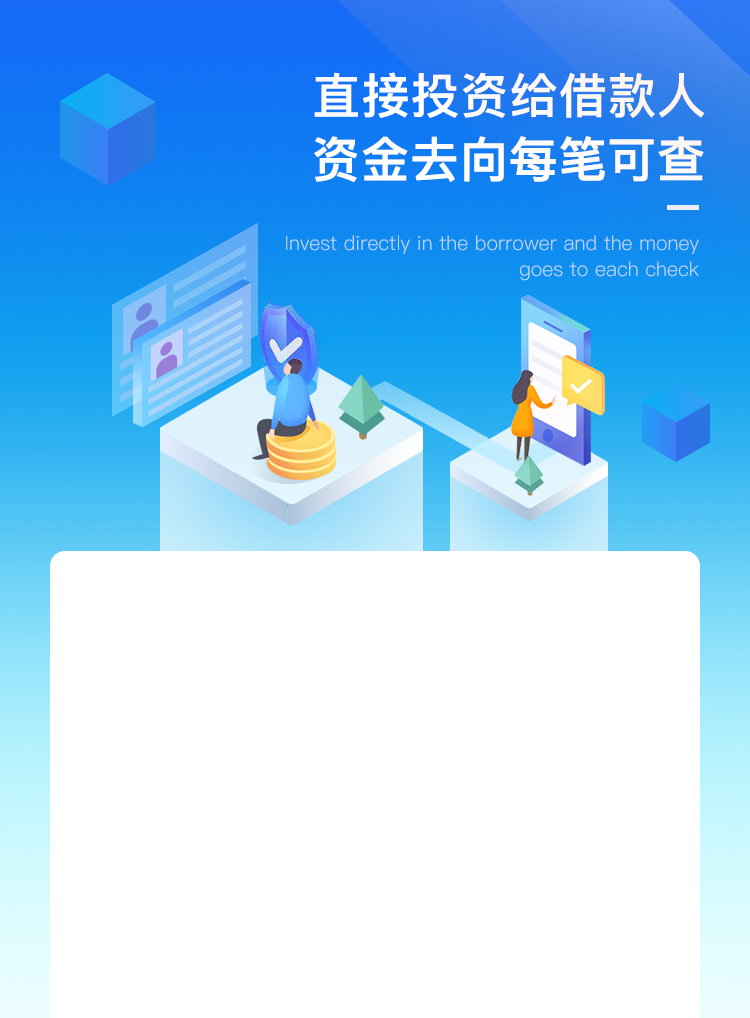 直接投资给借款人
资金去向每笔可查
Invest directly in the borrower and the money
goes to each check